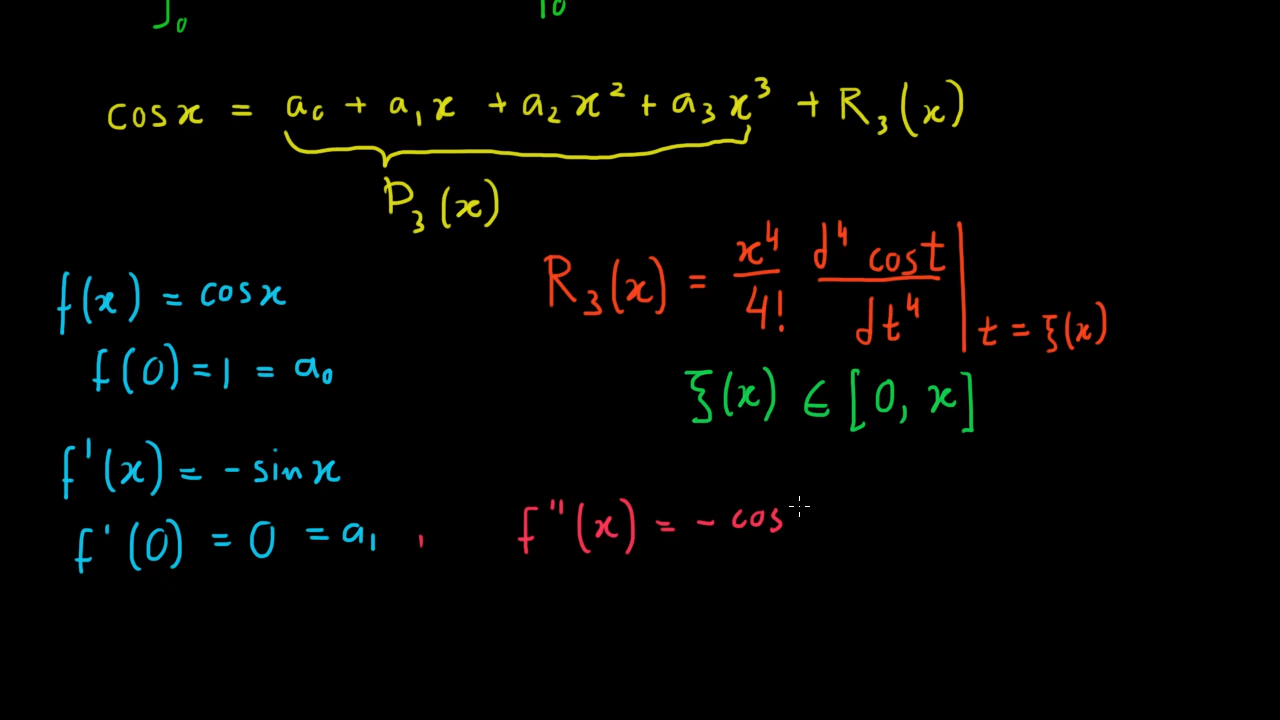 cos x = a₀ + a₁x + a₂x² + a₃x³ + R₃(x)
P₃(x)
R₃(x) = x⁴/4! d⁴ cos t/dt⁴ | t = ξ(x)
f(x) = cos x
f(0) = 1 = a₀
ξ(x) ∈ [0, x]
f'(x) = - sin x
f'(0) = 0 = a₁ , f''(x) = - cos